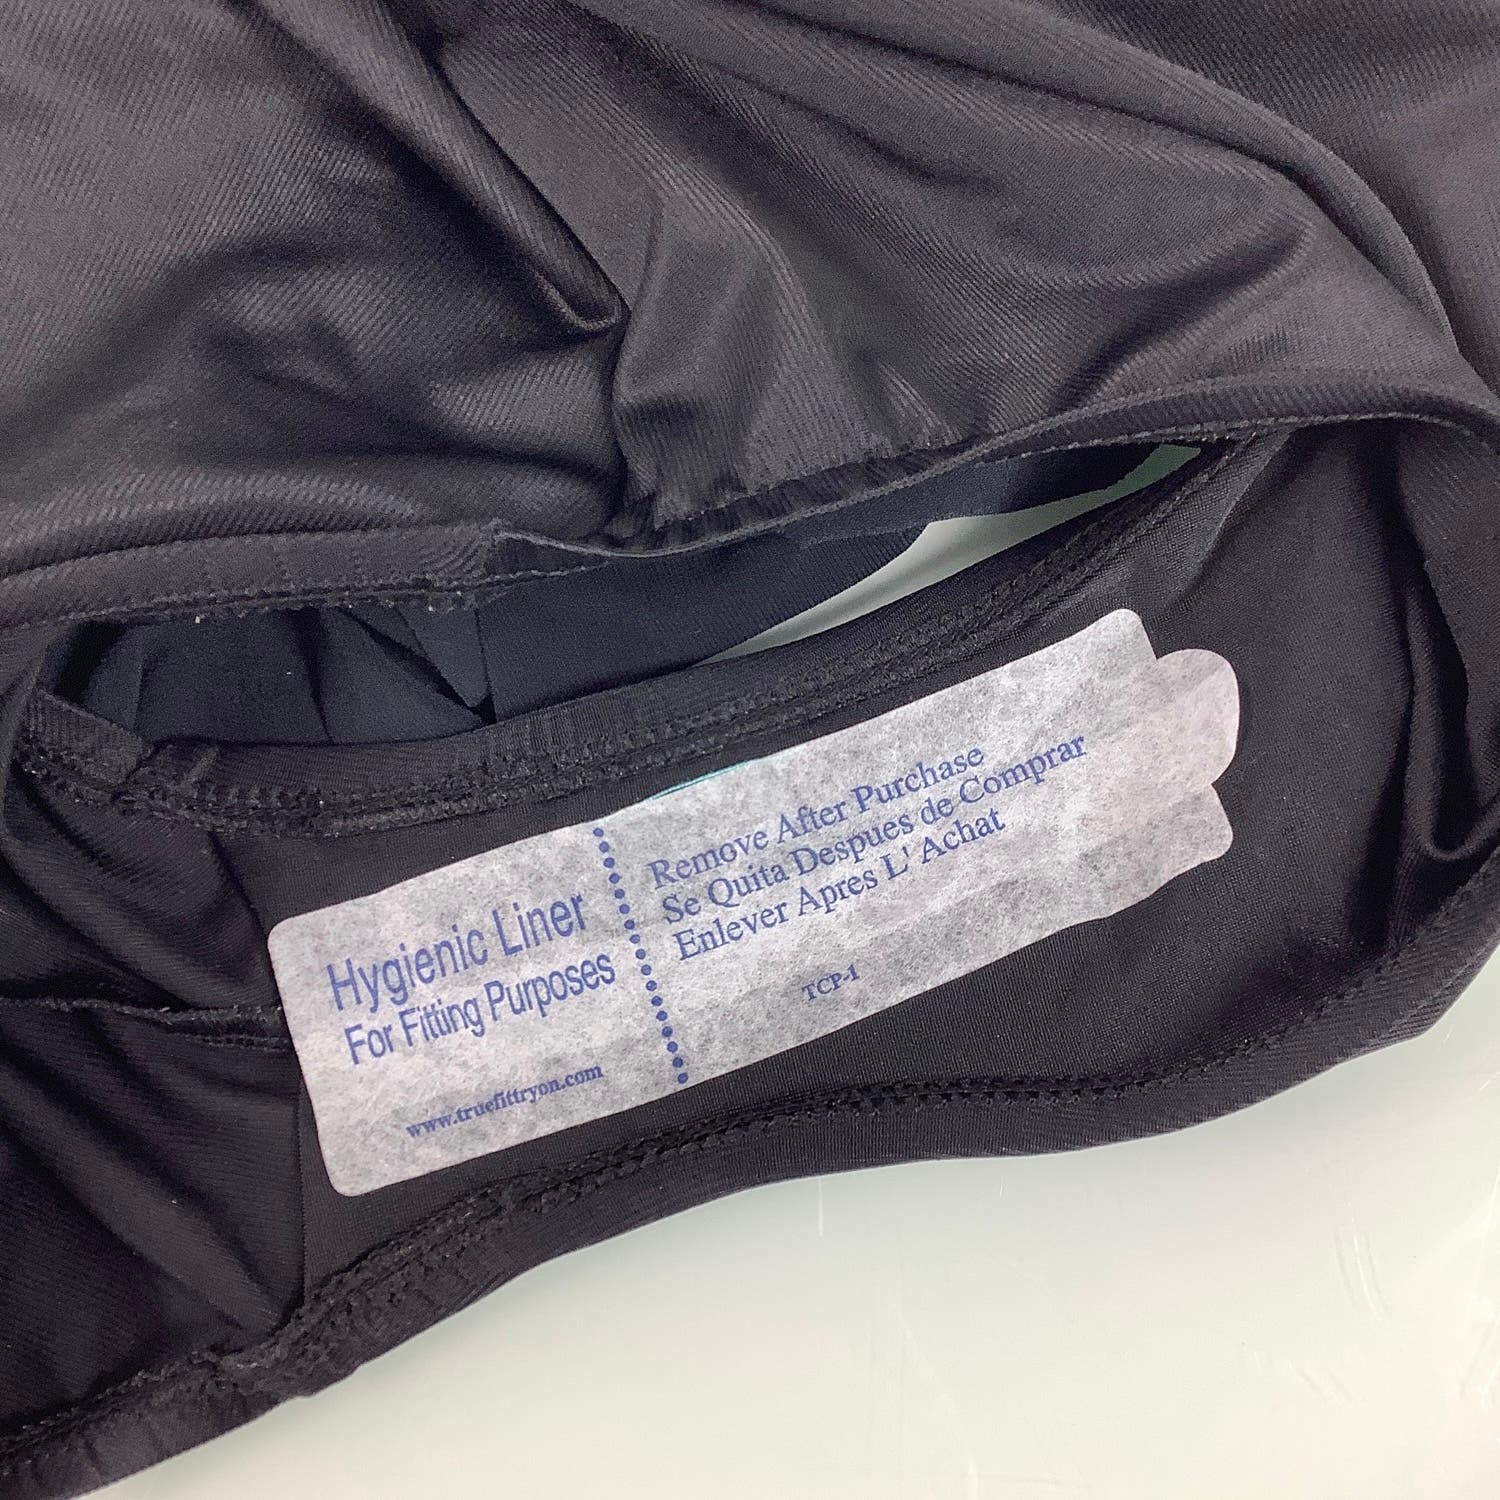 Hygienic Liner
For Fitting Purposes
www.truefittryon.com
Remove After Purchase
Se Quita Despues de Comprar
Enlever Apres L' Achat
TCP-1